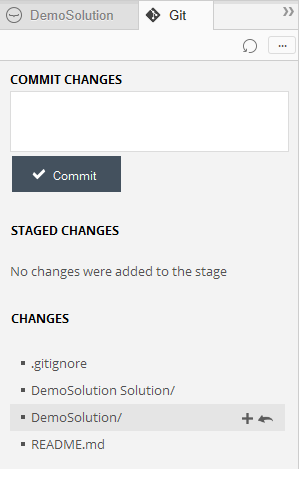 DemoSolution
Git
COMMIT CHANGES
Commit
STAGED CHANGES
No changes were added to the stage
CHANGES
.gitignore
DemoSolution Solution/
DemoSolution/
README.md